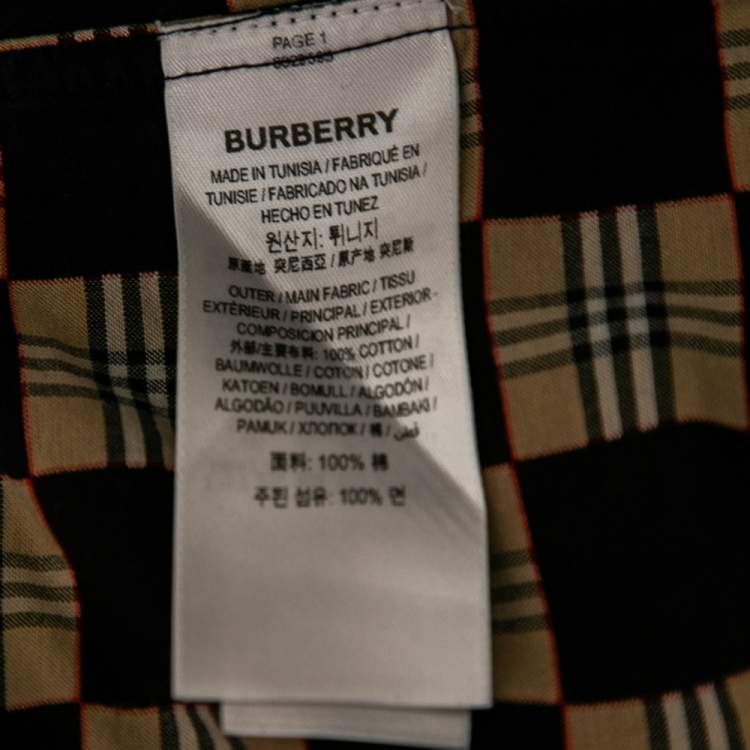 PAGE 1
BURBERRY
MADE IN TUNISIA / FABRIQUÉ EN
TUNISIE / FABRICADO NA TUNISIA /
HECHO EN TUNEZ
원산지: 튀니지
原產地 突尼西亞 / 原产地 突尼斯
OUTER / MAIN FABRIC / TISSU
EXTÉRIEUR / PRINCIPAL / EXTERIOR -
COMPOSICION PRINCIPAL /
外部/主要布料: 100% COTTON /
BAUMWOLLE / COTON / COTONE /
KATOEN / BOMULL / ALGODÓN /
ALGODÃO / PUUVILLA / BAMBAKI /
PAMUK / ХЛОПОК / 棉 / قطن
面料: 100% 棉
주된 섬유: 100% 면